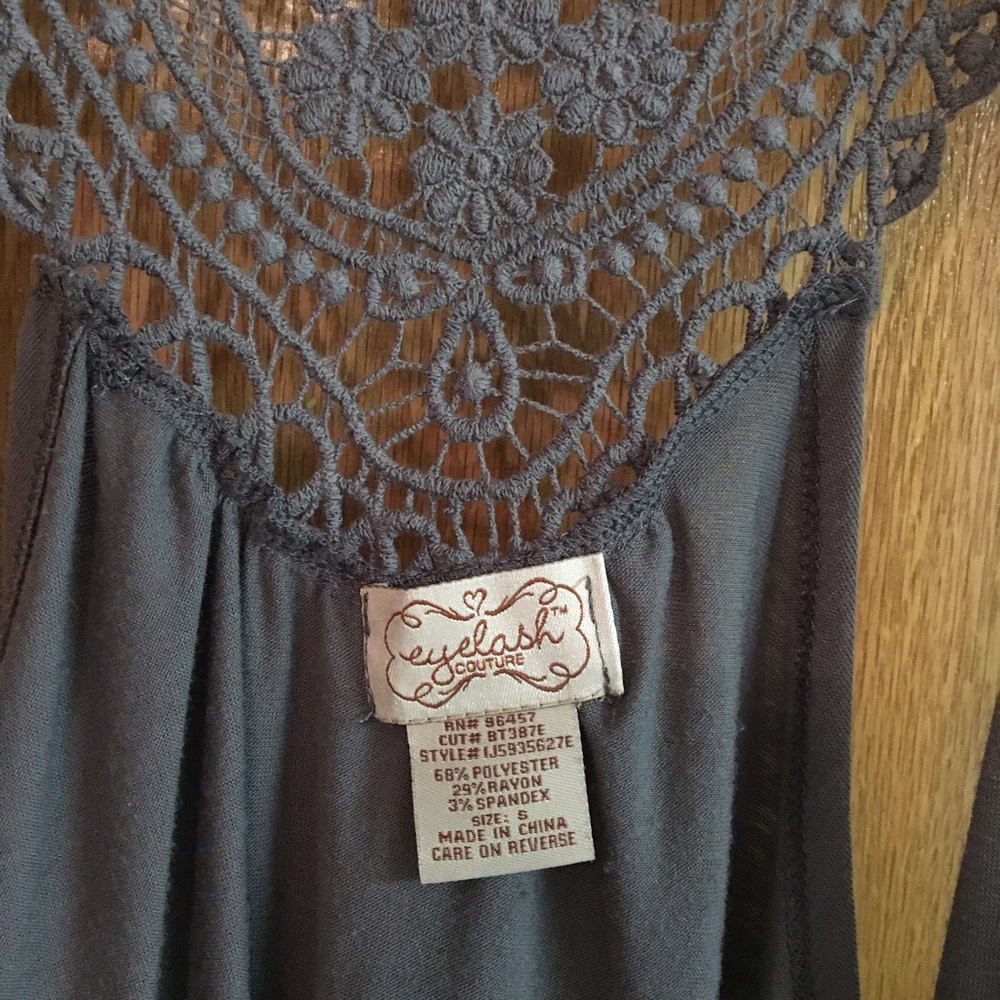 eyelash™
COUTURE
RN# 96457
CUT# BT387E
STYLE# IJ5935627E
68% POLYESTER
29% RAYON
3% SPANDEX
SIZE: S
MADE IN CHINA
CARE ON REVERSE